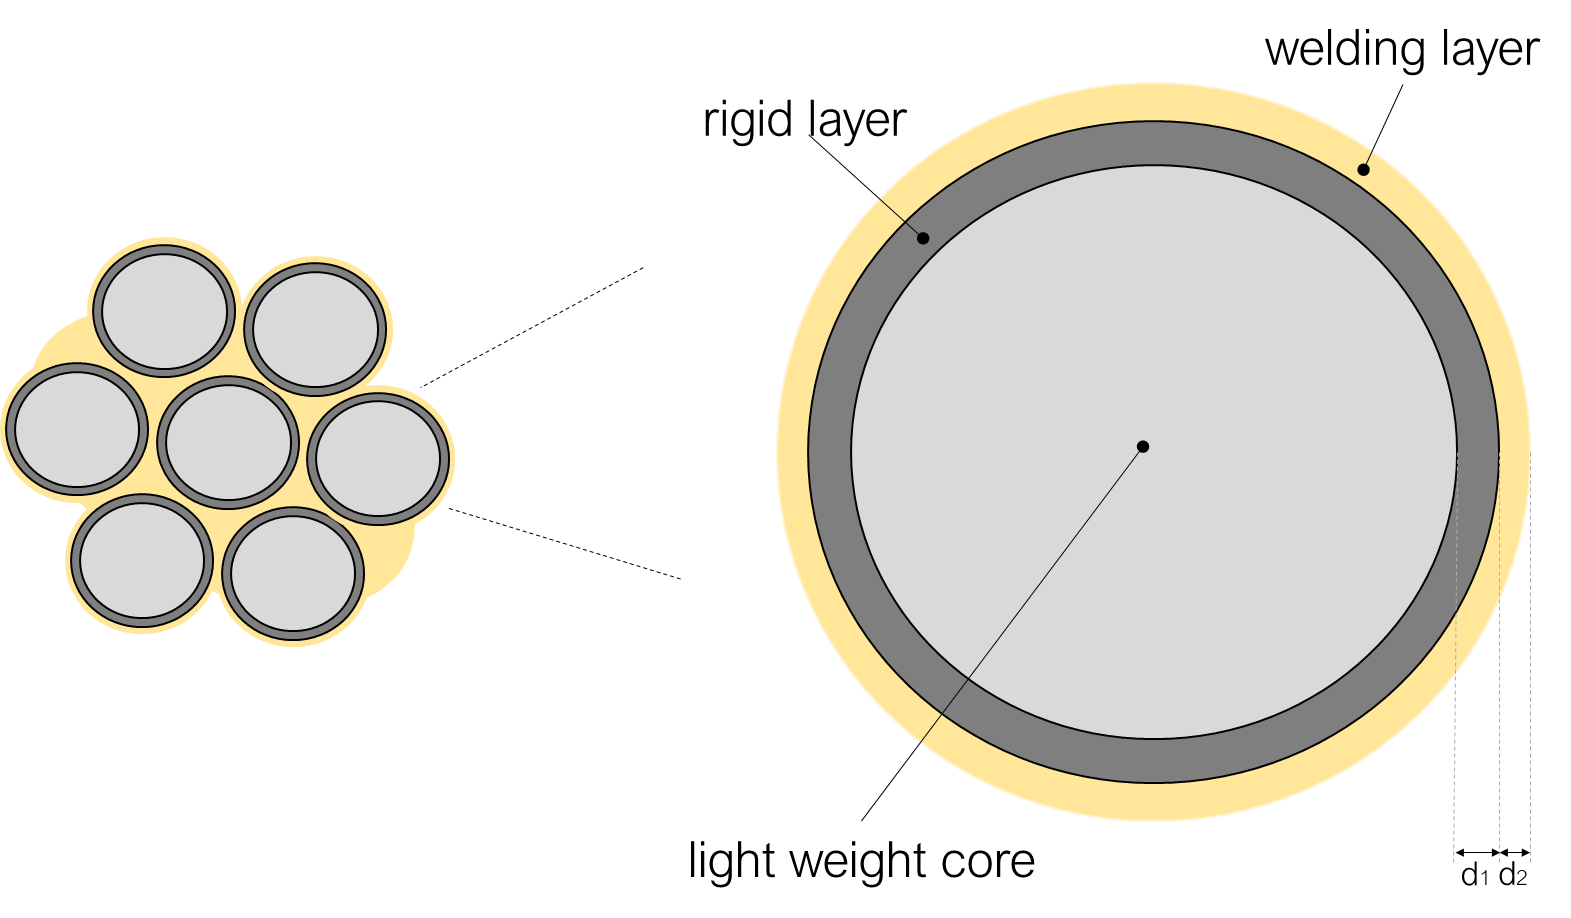 welding layer
rigid layer
light weight core
d1 d2